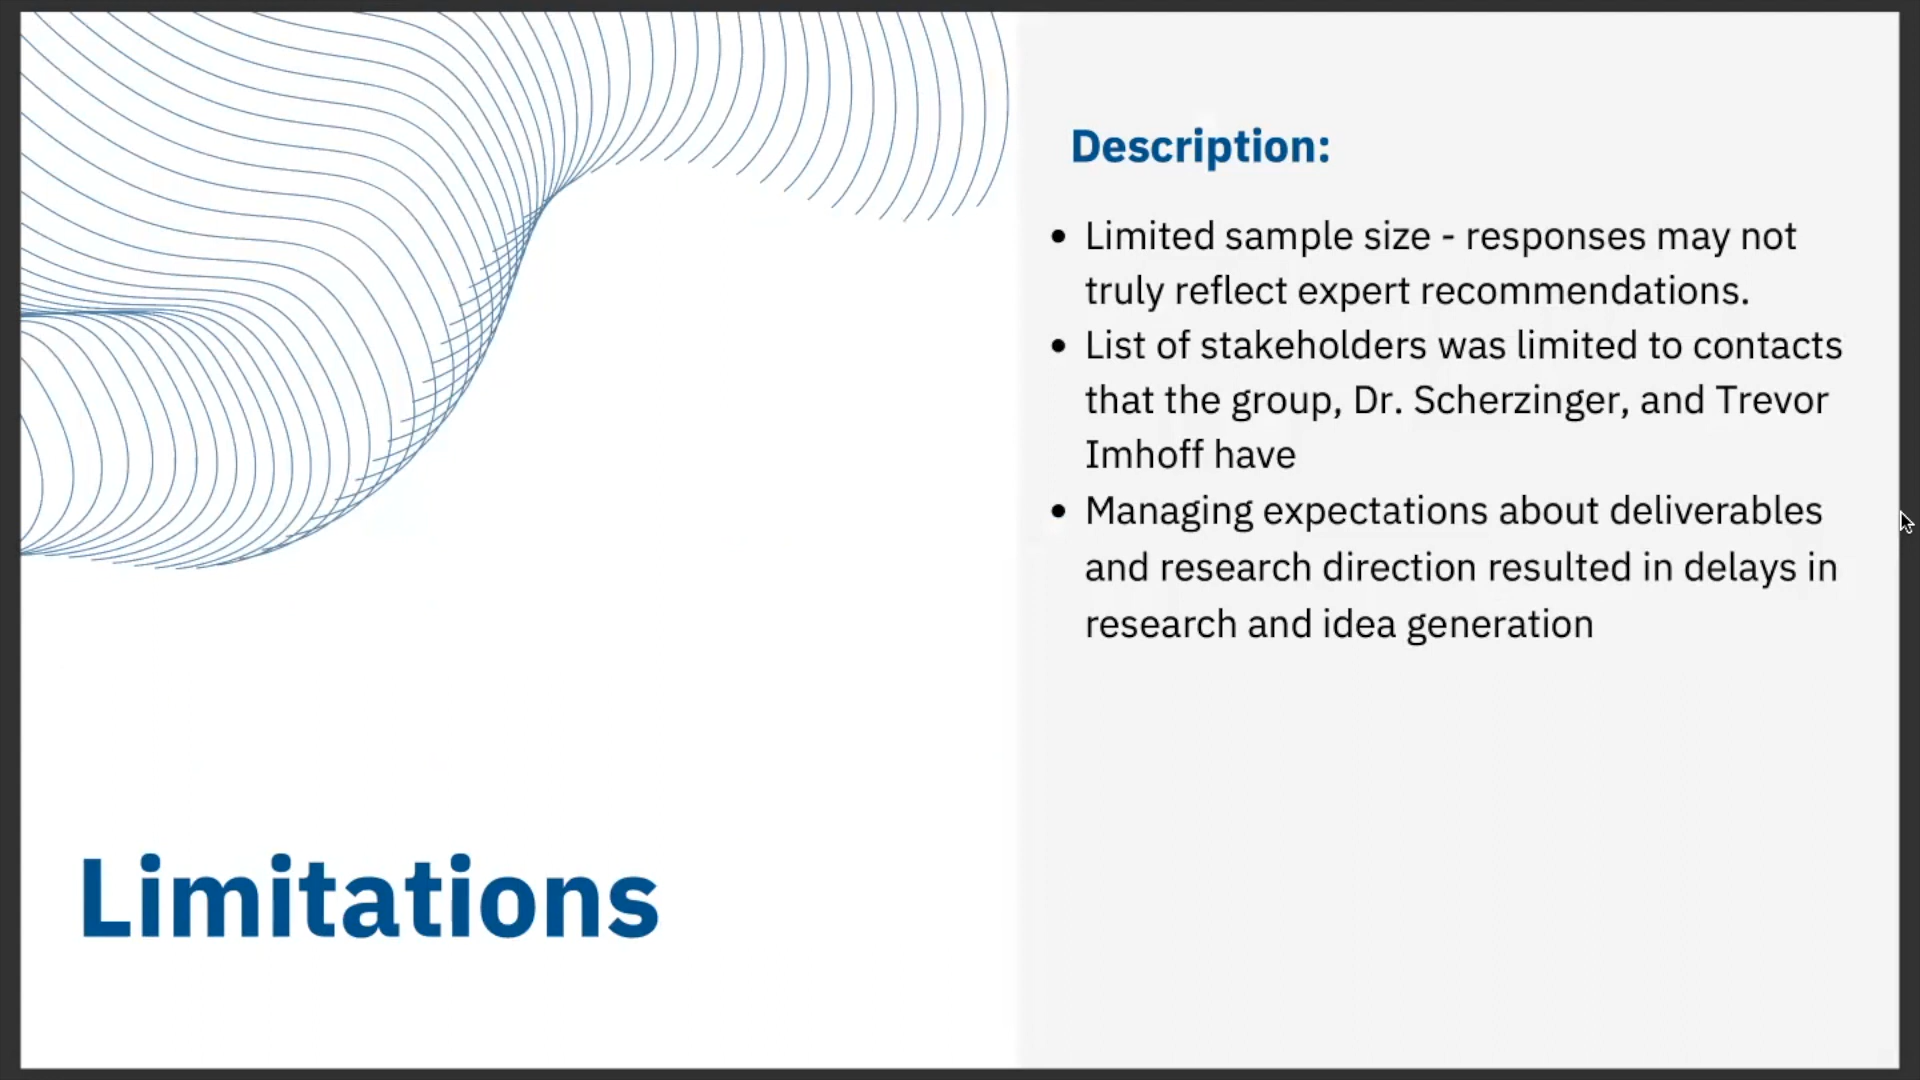 Description:
• Limited sample size - responses may not
truly reflect expert recommendations.
• List of stakeholders was limited to contacts
that the group, Dr. Scherzinger, and Trevor
Imhoff have
• Managing expectations about deliverables
and research direction resulted in delays in
research and idea generation
Limitations